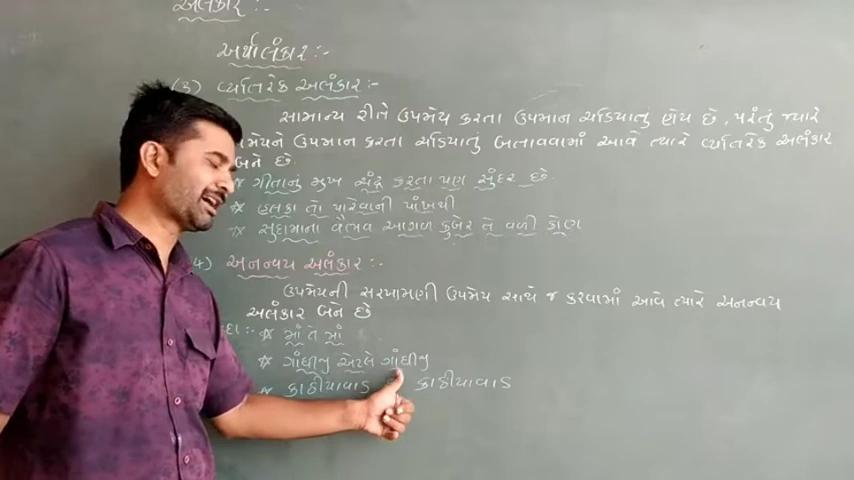 અલંકાર :-
અર્થાલંકાર :-
(૩) વ્યતિરેક અલંકાર :-
સામાન્ય રીતે ઉપમેય કરતા ઉપમાન ચડિયાતું હોય છે, પરંતું જ્યારે
ઉપમેયને ઉપમાન કરતા ચડિયાતું બતાવવામાં આવે ત્યારે વ્યતિરેક અલંકાર
બને છે
* ગીતાનું મુખ ચંદ્ર કરતા પણ સુંદર છે.
* હલકા તો પારેવાની પાંખથી
* સુદામાના વૈભવ આગળ કુબેર તે વળી કોણ
૪) અનન્વય અલંકાર :-
ઉપમેયની સરખામણી ઉપમેય સાથે જ કરવામાં આવે ત્યારે અનન્વય
અલંકાર બને છે
દા :- * માઁ તે માઁ
* ગાંધીજી એટલે ગાંધીજી
* કાઠીયાવાડ કાઠીયાવાડ